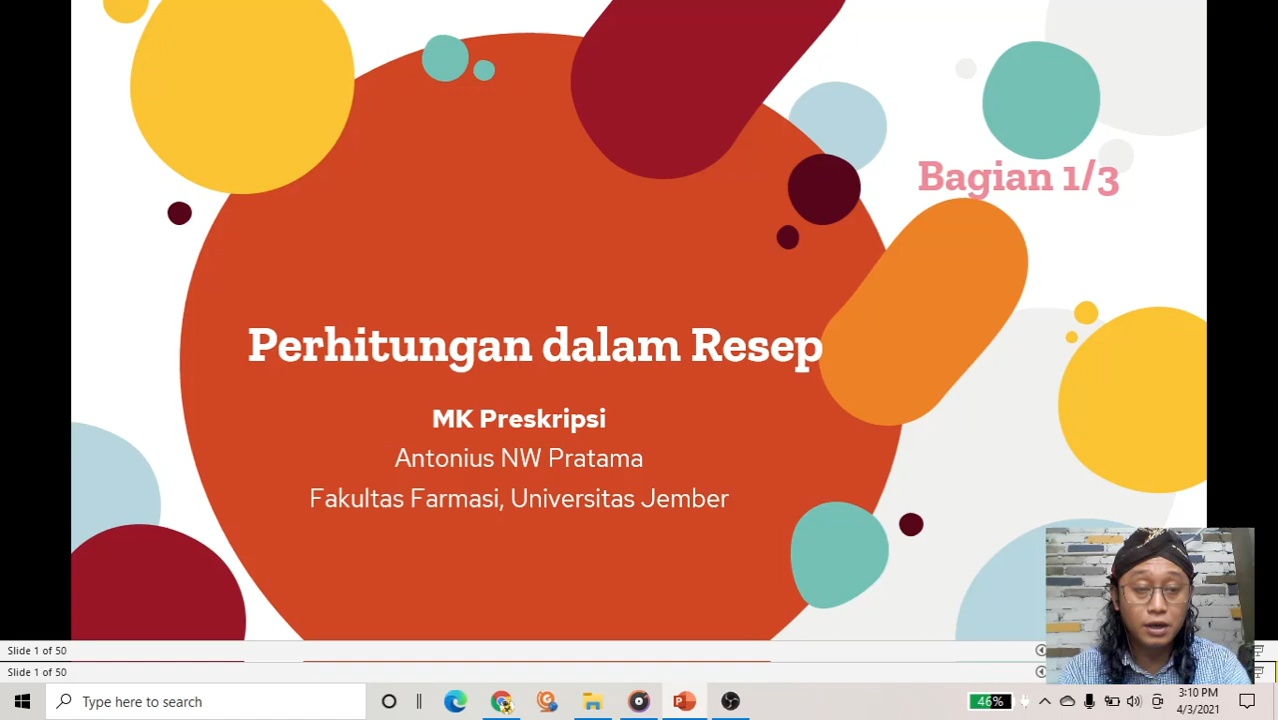 Bagian 1/3
Perhitungan dalam Resep
MK Preskripsi
Antonius NW Pratama
Fakultas Farmasi, Universitas Jember
Slide 1 of 50
Slide 1 of 50
Type here to search
46%
3:10 PM
4/3/2021